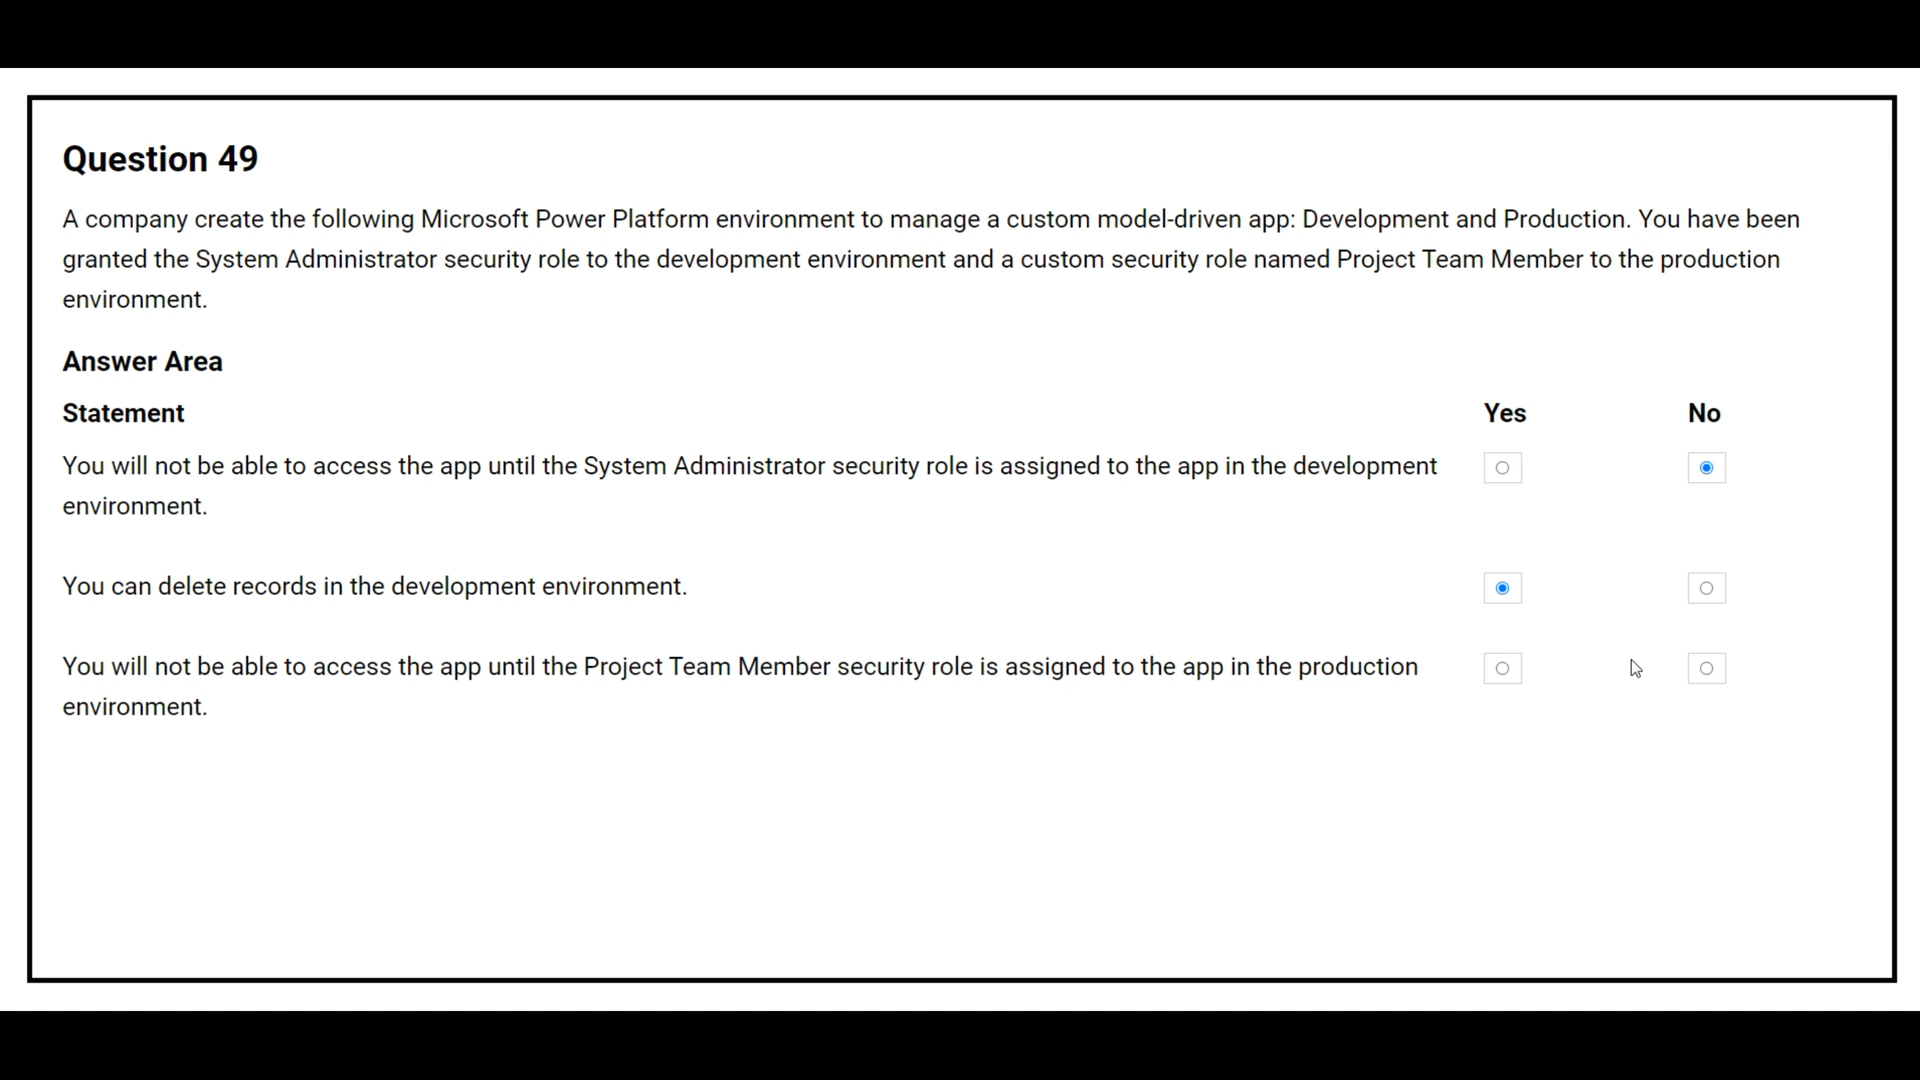 Question 49
A company create the following Microsoft Power Platform environment to manage a custom model-driven app: Development and Production. You have been
granted the System Administrator security role to the development environment and a custom security role named Project Team Member to the production
environment.
Answer Area
Statement Yes No
You will not be able to access the app until the System Administrator security role is assigned to the app in the development
environment.
You can delete records in the development environment.
You will not be able to access the app until the Project Team Member security role is assigned to the app in the production
environment.